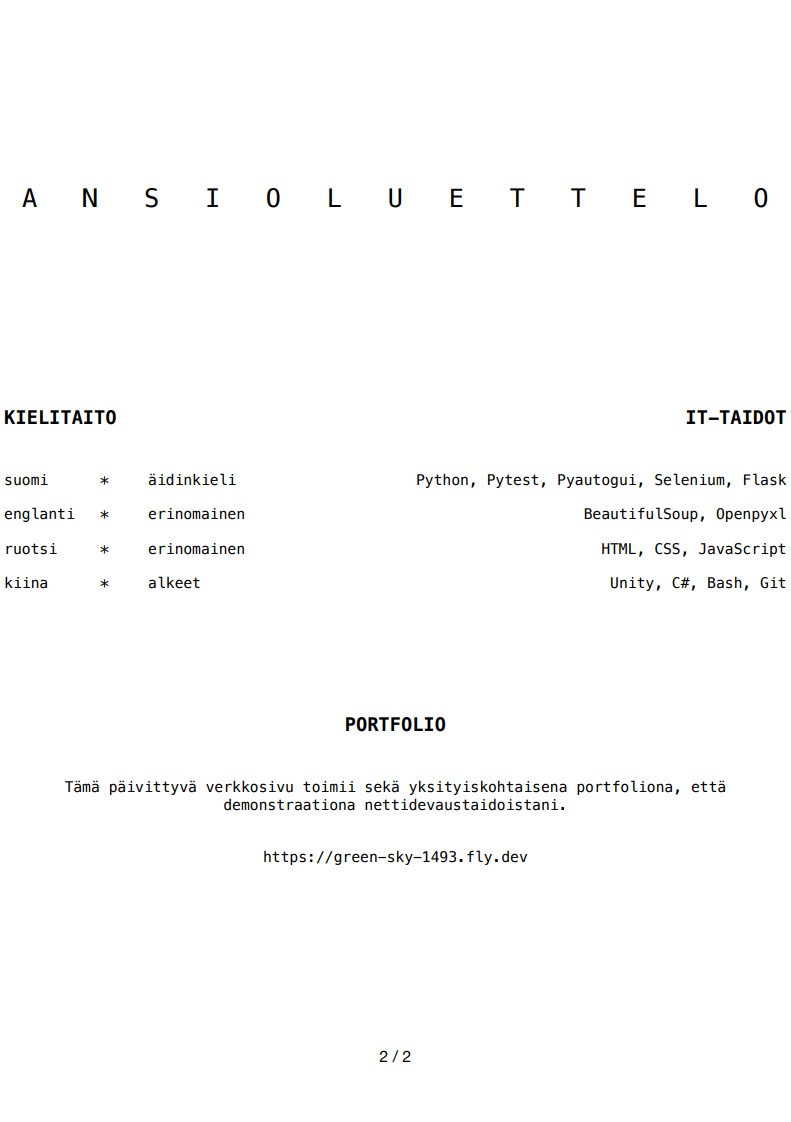 A N S I O L U E T T E L O
KIELITAITO
suomi * äidinkieli
englanti * erinomainen
ruotsi * erinomainen
kiina * alkeet
IT-TAIDOT
Python, Pytest, Pyautogui, Selenium, Flask
BeautifulSoup, Openpyxl
HTML, CSS, JavaScript
Unity, C#, Bash, Git
PORTFOLIO
Tämä päivittyvä verkkosivu toimii sekä yksityiskohtaisena portfoliona, että
demonstraationa nettidevaustaidoistani.
https://green-sky-1493.fly.dev
2 / 2